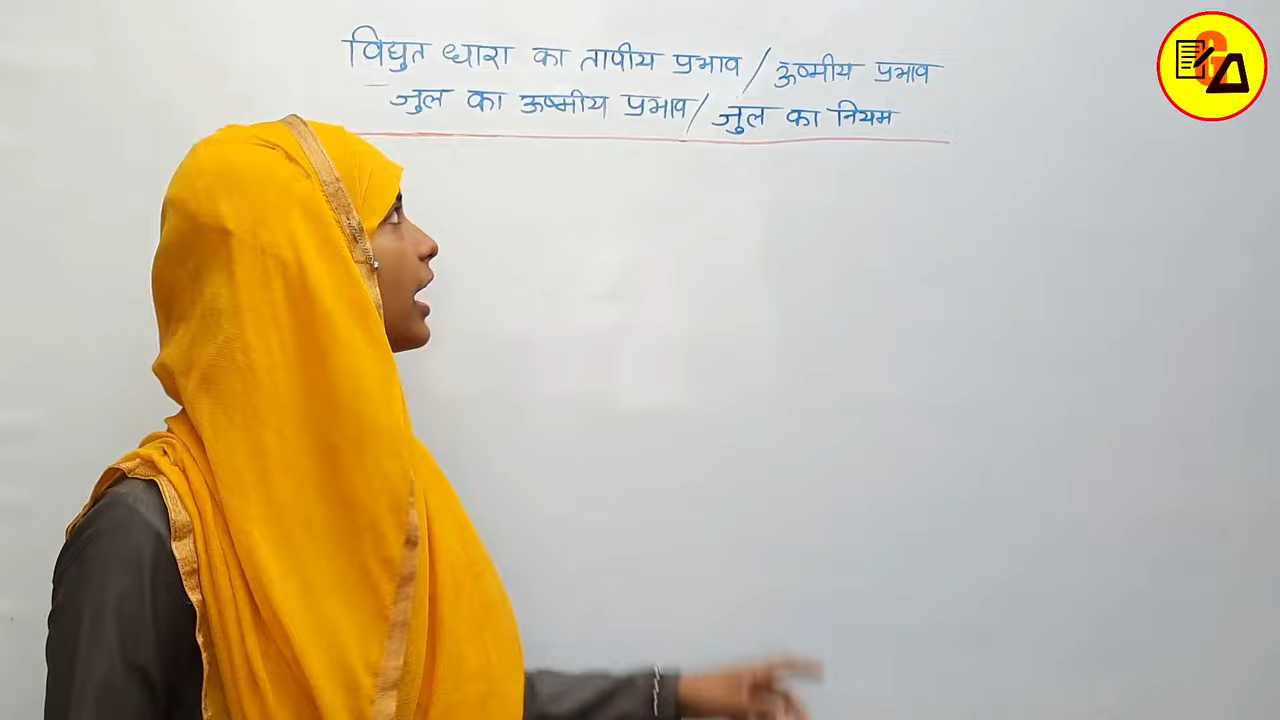 विद्युत धारा का तापीय प्रभाव / ऊष्मीय प्रभाव
जुल का ऊष्मीय प्रभाव / जुल का नियम